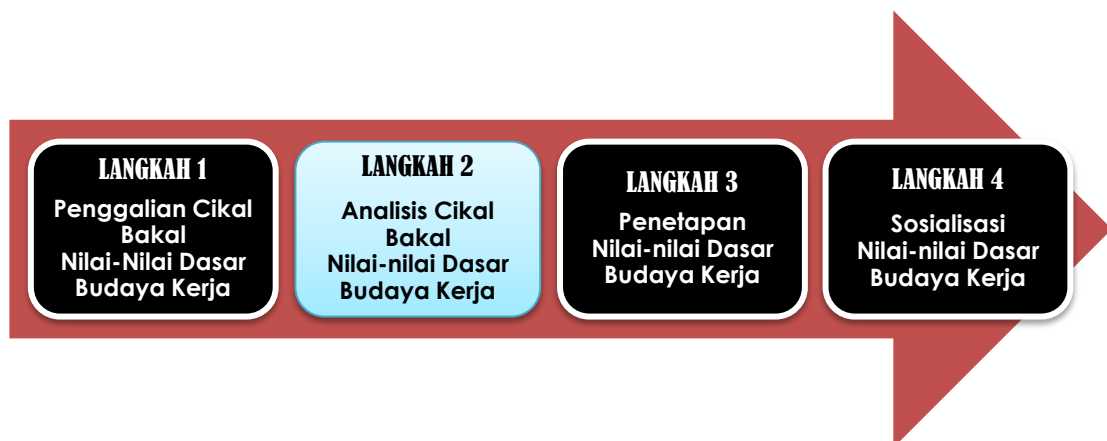 LANGKAH 1
Penggalian Cikal
Bakal
Nilai-Nilai Dasar
Budaya Kerja
LANGKAH 2
Analisis Cikal
Bakal
Nilai-nilai Dasar
Budaya Kerja
LANGKAH 3
Penetapan
Nilai-nilai Dasar
Budaya Kerja
LANGKAH 4
Sosialisasi
Nilai-nilai Dasar
Budaya Kerja